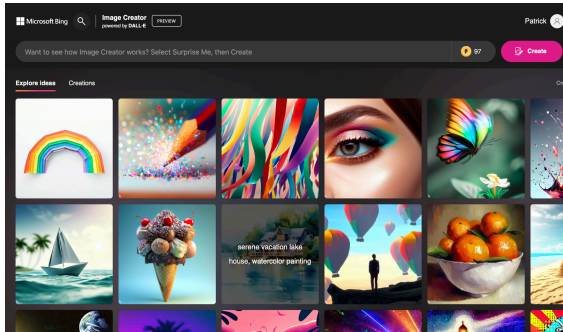 Microsoft Bing
Image Creator
powered by DALL·E
PREVIEW
Patrick
Want to see how Image Creator works? Select Surprise Me, then Create
97
Create
Explore ideas
Creations
serene vacation lake
house, watercolor painting